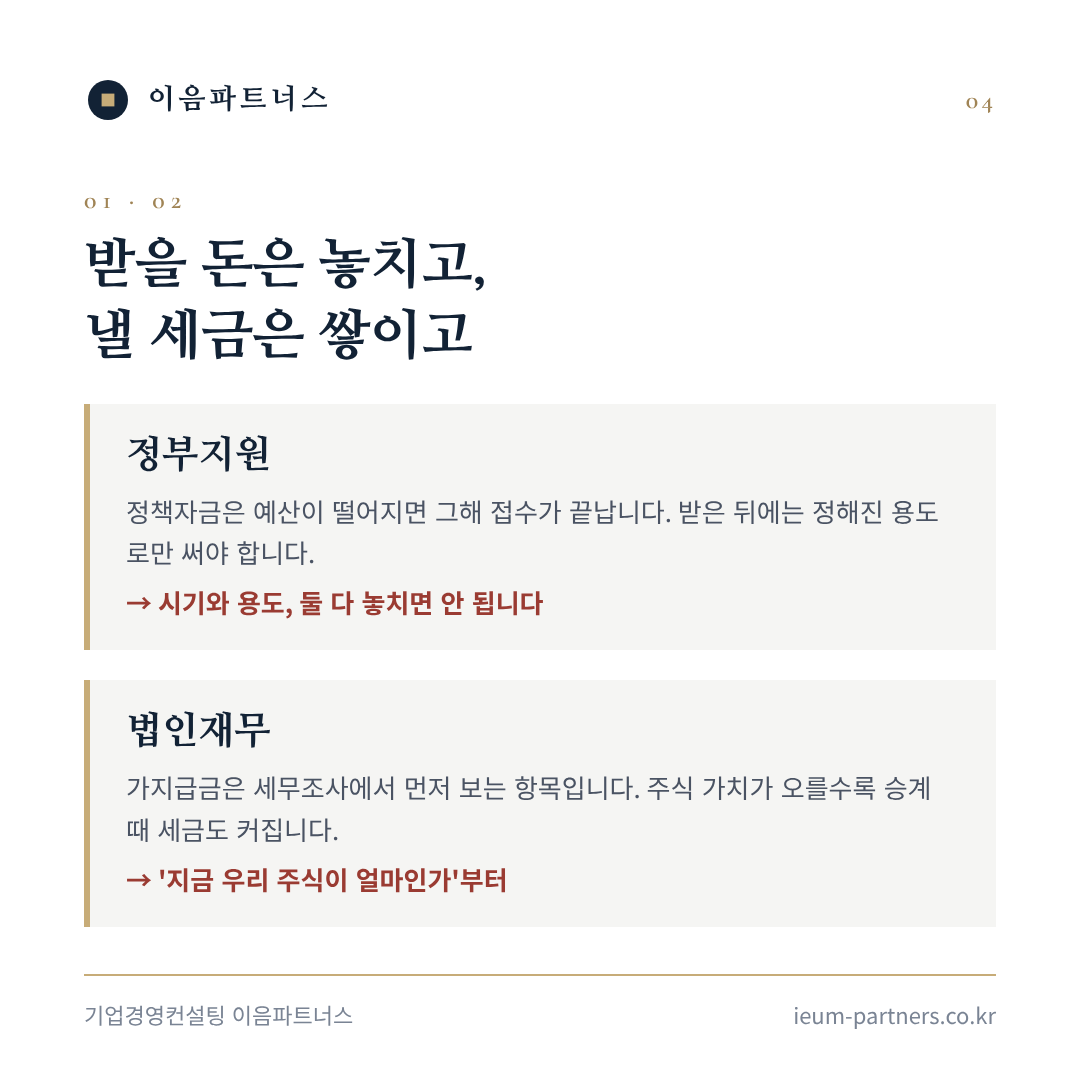 이음파트너스
04
01 · 02
받을 돈은 놓치고,
낼 세금은 쌓이고
정부지원
정책자금은 예산이 떨어지면 그해 접수가 끝납니다. 받은 뒤에는 정해진 용도
로만 써야 합니다.
→ 시기와 용도, 둘 다 놓치면 안 됩니다
법인재무
가지급금은 세무조사에서 먼저 보는 항목입니다. 주식 가치가 오를수록 승계
때 세금도 커집니다.
→ '지금 우리 주식이 얼마인가'부터
기업경영컨설팅 이음파트너스
ieum-partners.co.kr